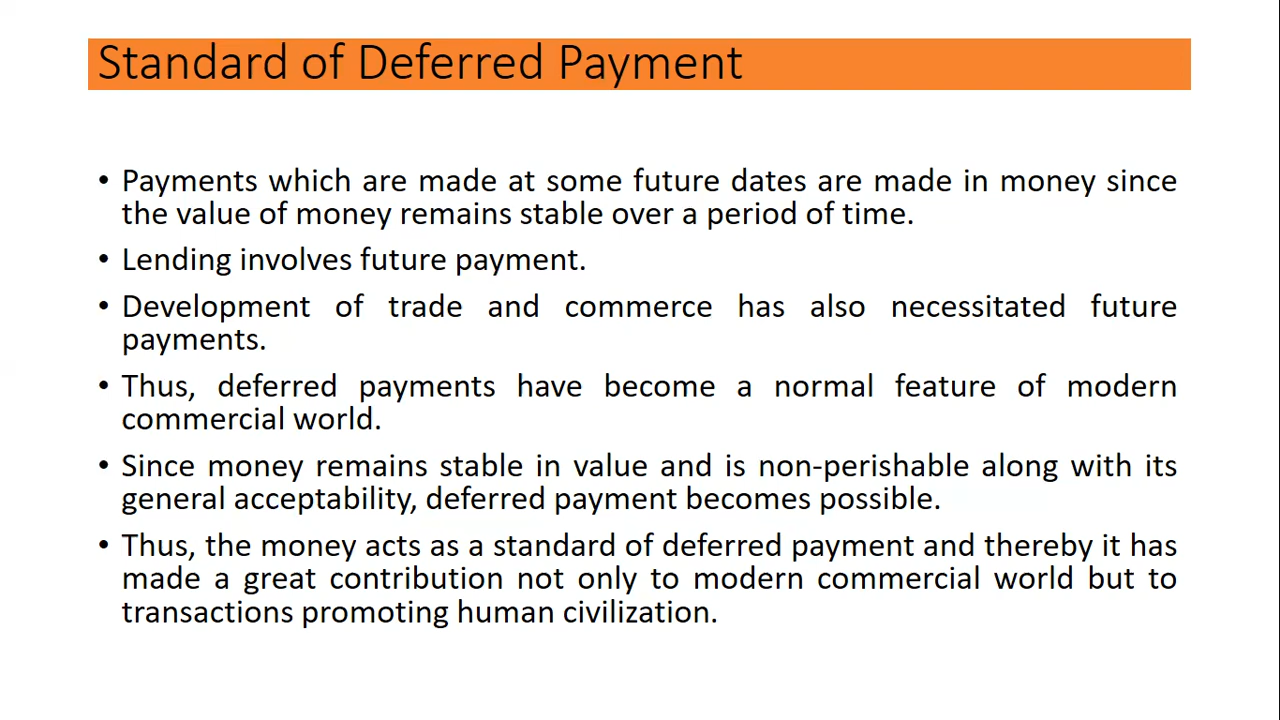 Standard of Deferred Payment
• Payments which are made at some future dates are made in money since
the value of money remains stable over a period of time.
• Lending involves future payment.
• Development of trade and commerce has also necessitated future
payments.
• Thus, deferred payments have become a normal feature of modern
commercial world.
• Since money remains stable in value and is non-perishable along with its
general acceptability, deferred payment becomes possible.
• Thus, the money acts as a standard of deferred payment and thereby it has
made a great contribution not only to modern commercial world but to
transactions promoting human civilization.